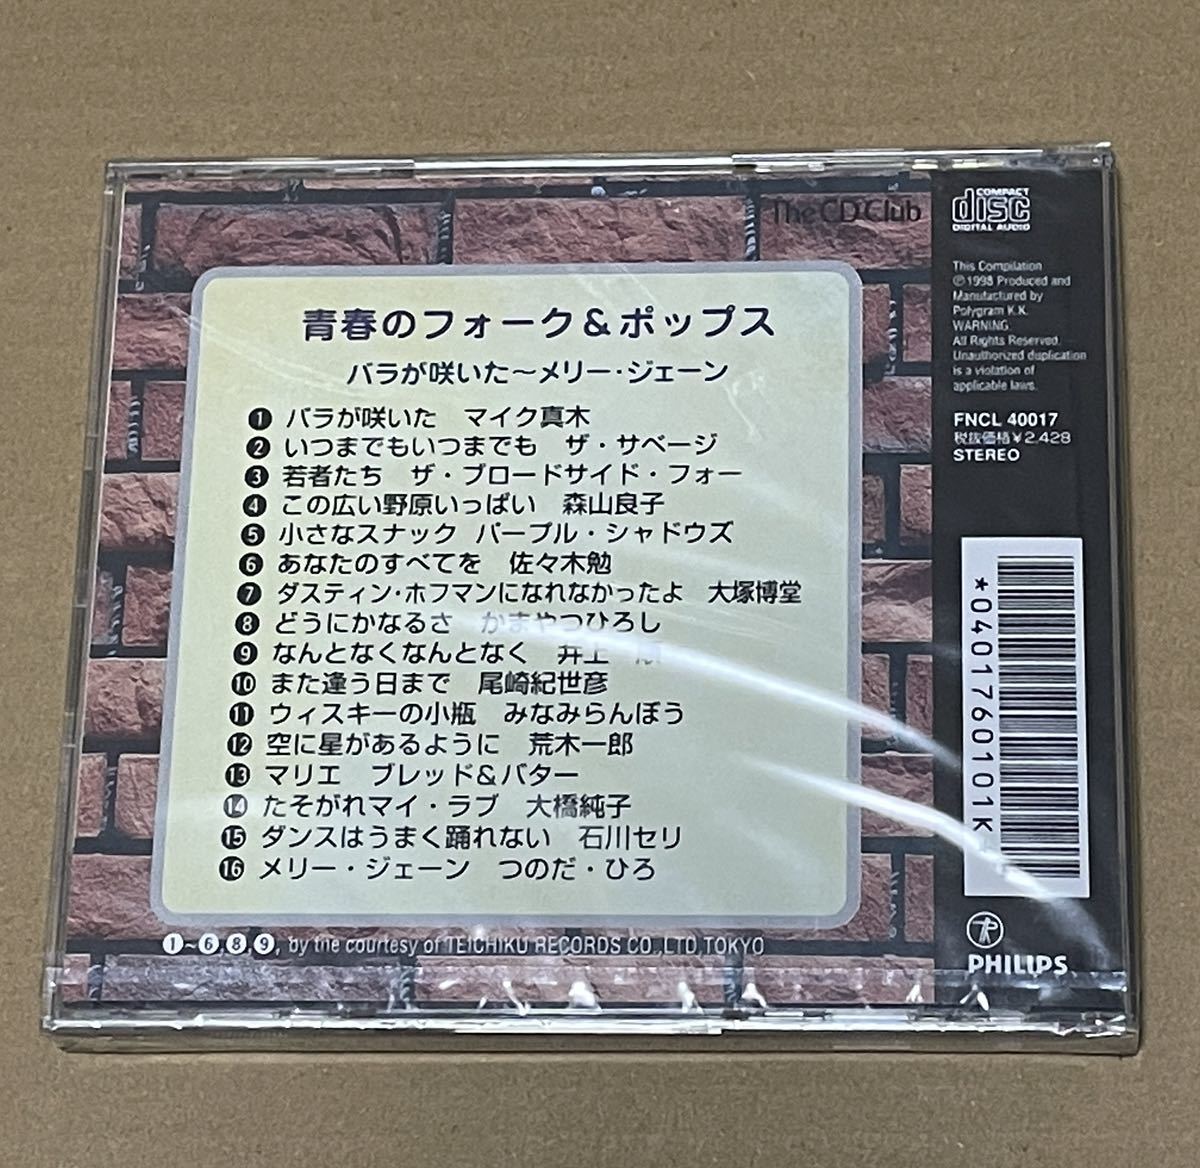 The CD Club
青春のフォーク＆ポップス
バラが咲いた〜メリー・ジェーン
❶ バラが咲いた マイク真木
❷ いつまでもいつまでも ザ・サベージ
❸ 若者たち ザ・ブロードサイド・フォー
❹ この広い野原いっぱい 森山良子
❺ 小さなスナック パープル・シャドウズ
❻ あなたのすべてを 佐々木勉
❼ ダスティン・ホフマンになれなかったよ 大塚博堂
❽ どうにかなるさ かまやつひろし
❾ なんとなくなんとなく 井上 順
❿ また逢う日まで 尾崎紀世彦
⓫ ウィスキーの小瓶 みなみらんぼう
⓬ 空に星があるように 荒木一郎
⓭ マリエ ブレッド＆バター
⓮ たそがれマイ・ラブ 大橋純子
⓯ ダンスはうまく踊れない 石川セリ
⓰ メリー・ジェーン つのだ・ひろ
❶~❻,❽,❾, by the courtesy of TEICHIKU RECORDS CO.,LTD,TOKYO
COMPACT
disc
DIGITAL AUDIO
This Compilation
℗1998 Produced and
Manufactured by
Polygram K.K.
WARNING.
All Rights Reserved.
Unauthorized duplication
is a violation of
applicable laws.
FNCL 40017
税抜価格¥2,428
STEREO
*0401760101K
PHILIPS